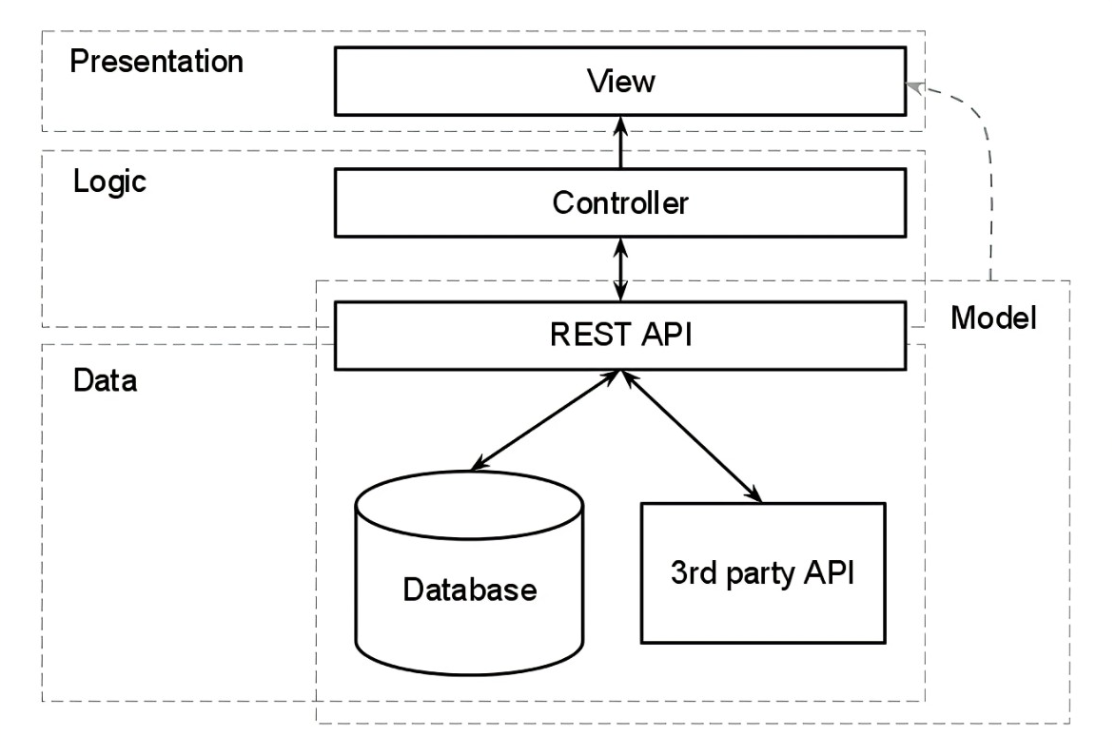 Presentation
View
Logic
Controller
REST API
Model
Data
Database
3rd party API